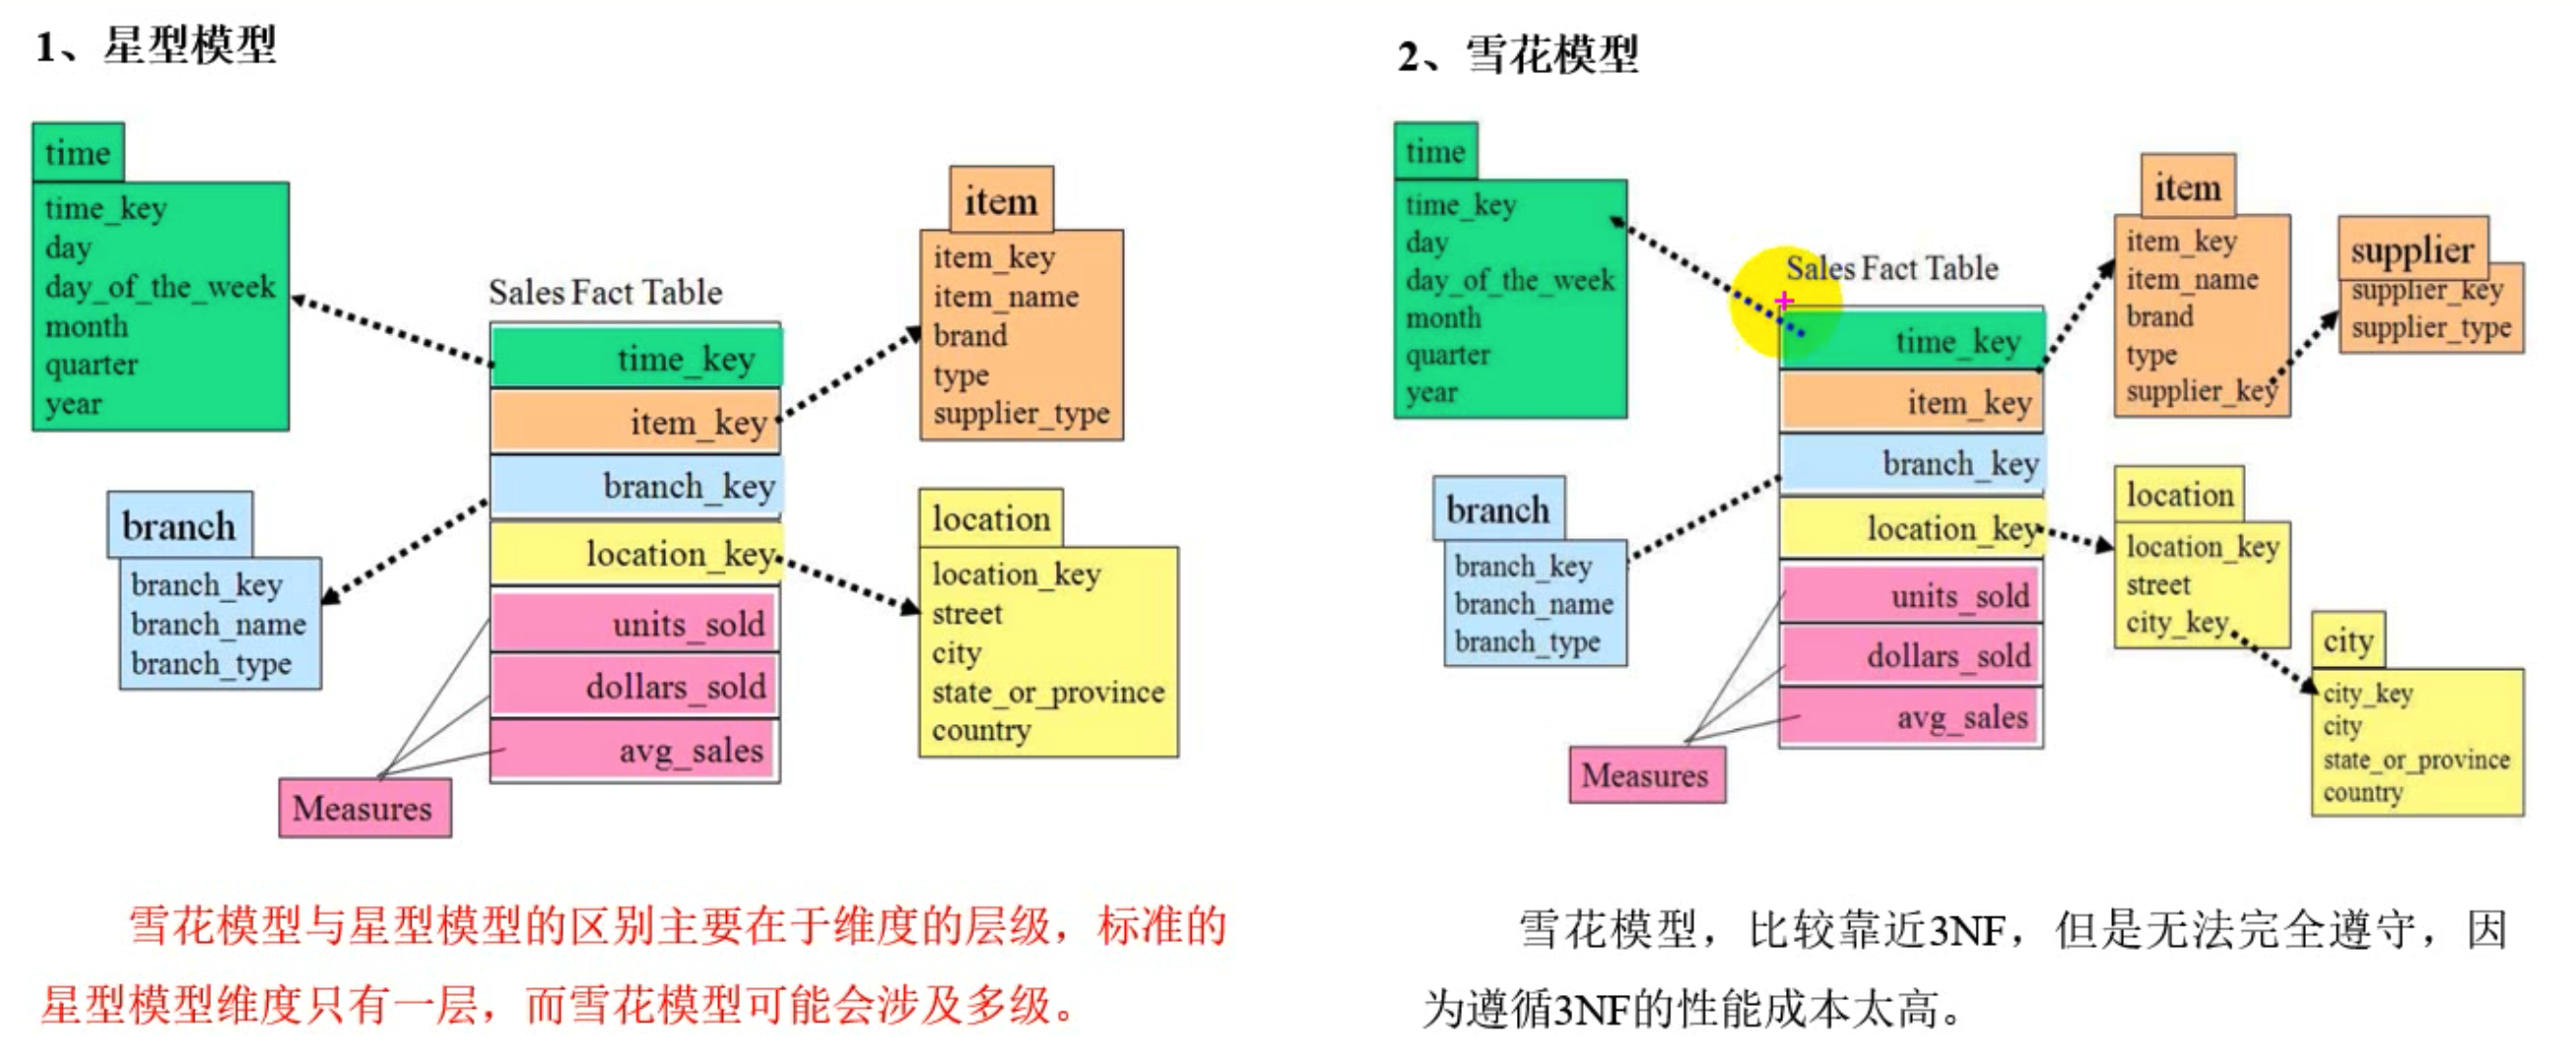 1、星型模型
time
time_key
day
day_of_the_week
month
quarter
year
branch
branch_key
branch_name
branch_type
Sales Fact Table
time_key
item_key
branch_key
location_key
units_sold
dollars_sold
avg_sales
Measures
item
item_key
item_name
brand
type
supplier_type
location
location_key
street
city
state_or_province
country
雪花模型与星型模型的区别主要在于维度的层级，标准的
星型模型维度只有一层，而雪花模型可能会涉及多级。
2、雪花模型
time
time_key
day
day_of_the_week
month
quarter
year
branch
branch_key
branch_name
branch_type
Sales Fact Table
time_key
item_key
branch_key
location_key
units_sold
dollars_sold
avg_sales
Measures
item
item_key
item_name
brand
type
supplier_key
supplier
supplier_key
supplier_type
location
location_key
street
city_key
city
city_key
city
state_or_province
country
雪花模型，比较靠近3NF，但是无法完全遵守，因
为遵循3NF的性能成本太高。